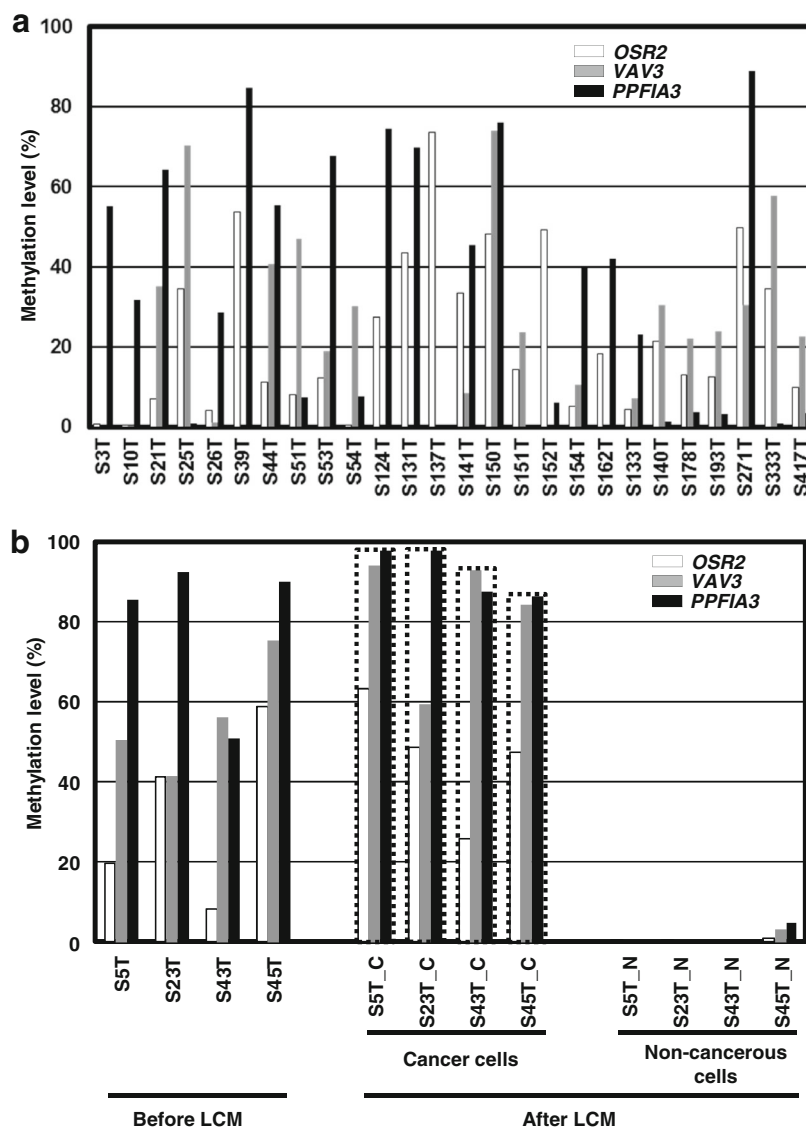 a
Methylation level (%)
100
80
60
40
20
0
OSR2
VAV3
PPFIA3
S3T
S10T
S21T
S25T
S26T
S39T
S44T
S51T
S53T
S54T
S124T
S131T
S137T
S141T
S150T
S151T
S152T
S154T
S162T
S133T
S140T
S178T
S193T
S271T
S333T
S417T
b
Methylation level (%)
100
80
60
40
20
0
OSR2
VAV3
PPFIA3
S5T
S23T
S43T
S45T
S5T_C
S23T_C
S43T_C
S45T_C
S5T_N
S23T_N
S43T_N
S45T_N
Cancer cells
Non-cancerous
cells
Before LCM
After LCM